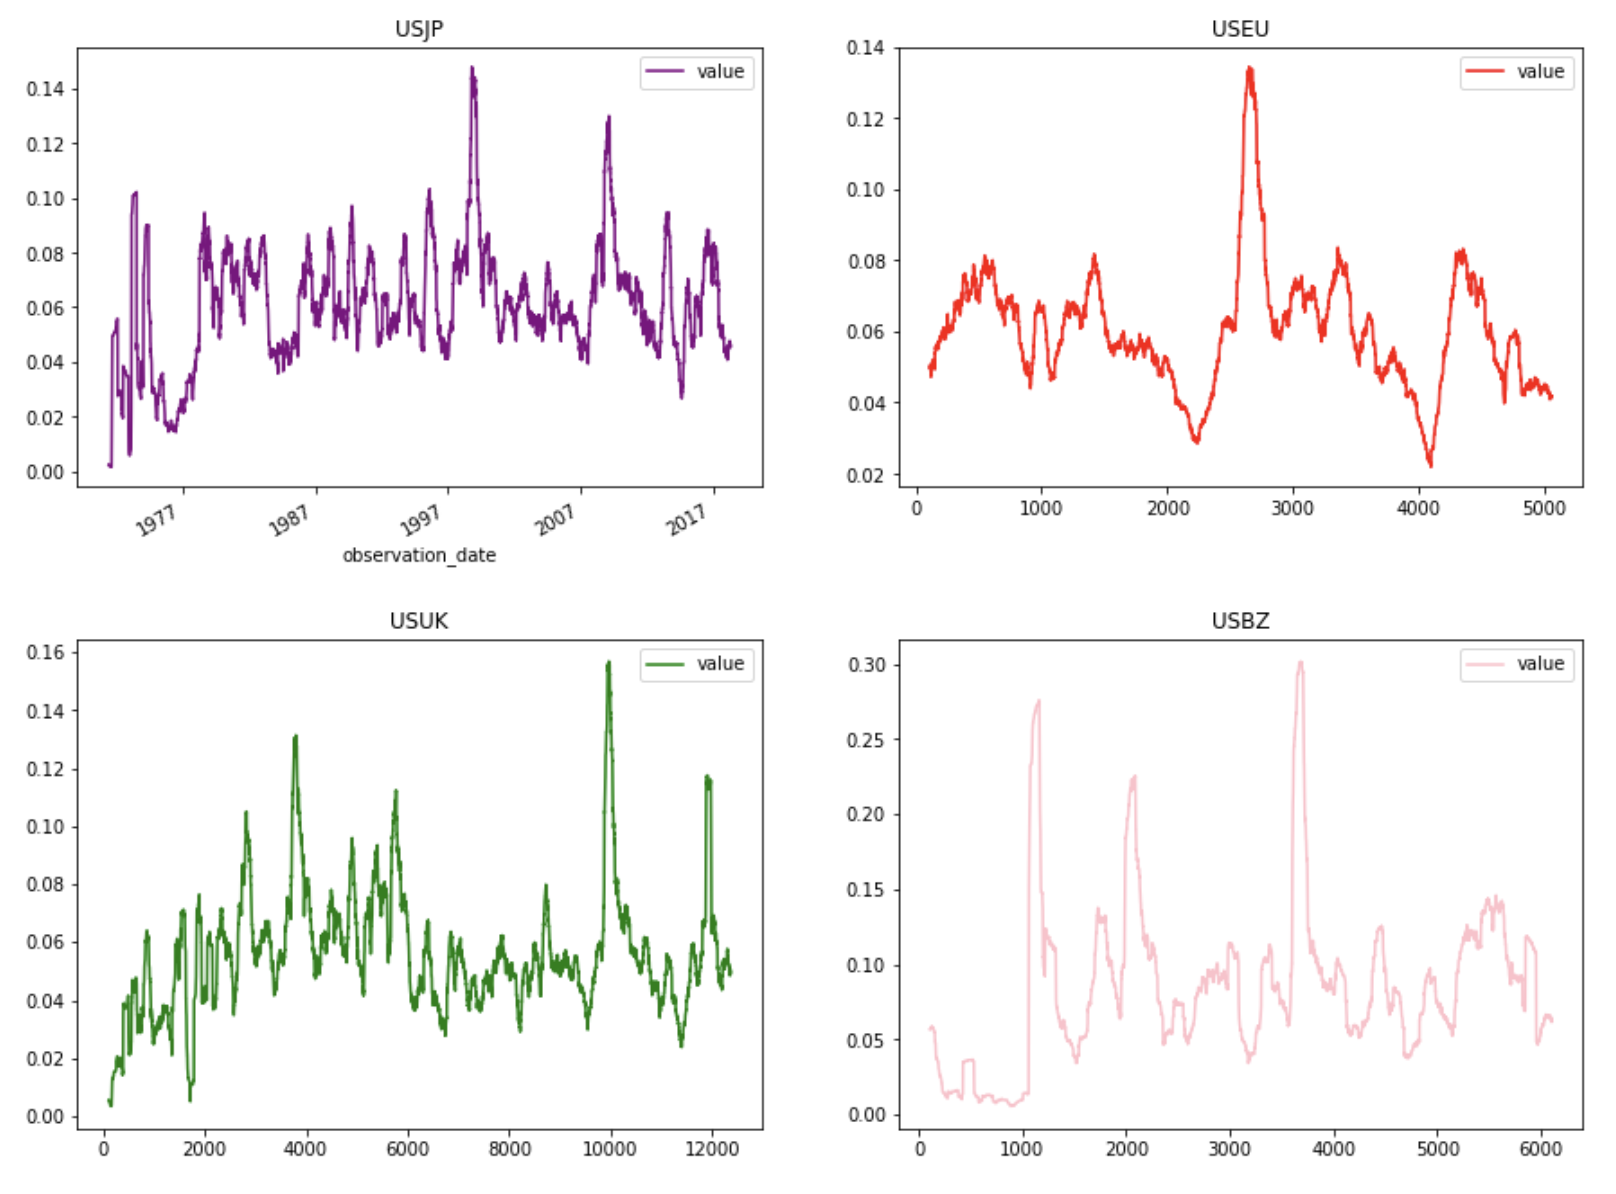 USJP
value
0.14
0.12
0.10
0.08
0.06
0.04
0.02
0.00
1977 1987 1997 2007 2017
observation_date
USEU
value
0.14
0.12
0.10
0.08
0.06
0.04
0.02
0 1000 2000 3000 4000 5000
USUK
value
0.16
0.14
0.12
0.10
0.08
0.06
0.04
0.02
0.00
0 2000 4000 6000 8000 10000 12000
USBZ
value
0.30
0.25
0.20
0.15
0.10
0.05
0.00
0 1000 2000 3000 4000 5000 6000